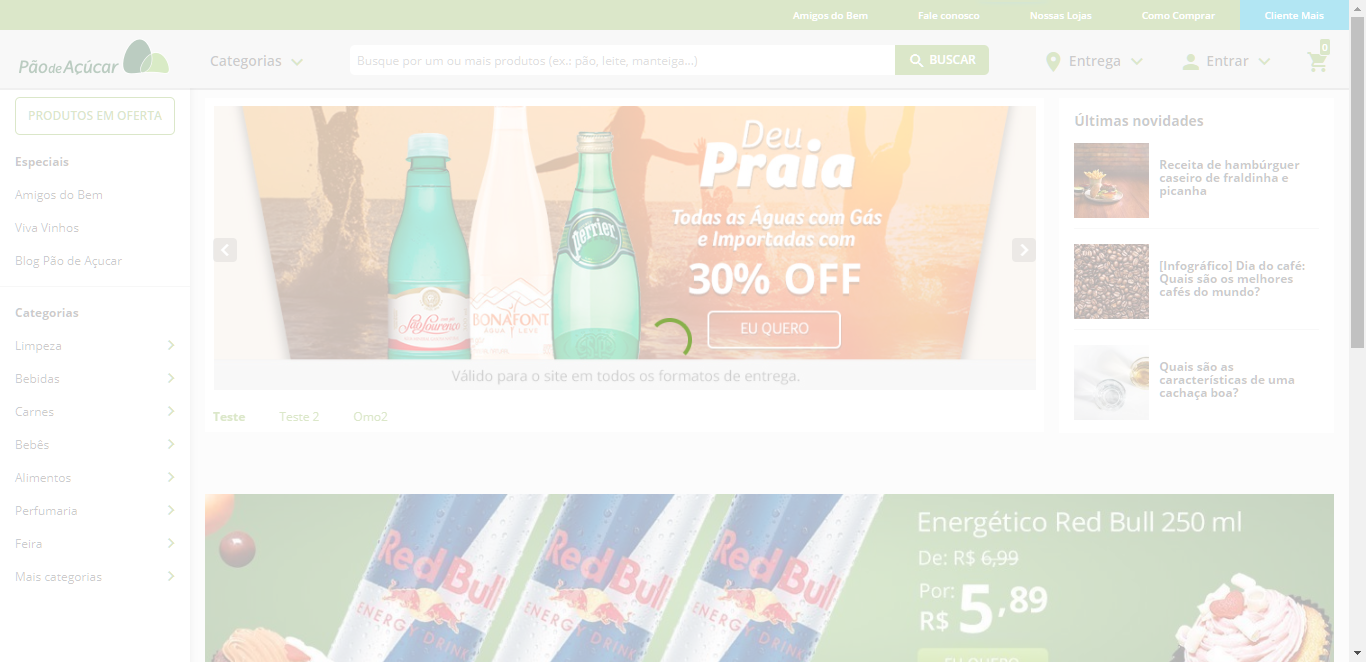 Amigos do Bem
Fale conosco
Nossas Lojas
Como Comprar
Cliente Mais
Pão de Açúcar
Categorias
Busque por um ou mais produtos (ex.: pão, leite, manteiga...)
BUSCAR
Entrega
Entrar
0
PRODUTOS EM OFERTA
Especiais
Amigos do Bem
Viva Vinhos
Blog Pão de Açucar
Categorias
Limpeza
Bebidas
Carnes
Bebês
Alimentos
Perfumaria
Feira
Mais categorias
Deu
Praia
Todas as Águas com Gás
e Importadas com
30% OFF
EU QUERO
São Lourenço
BONAFONT
ÁGUA LEVE
perrier
Válido para o site em todos os formatos de entrega.
Teste
Teste 2
Omo2
Últimas novidades
Receita de hambúrguer
caseiro de fraldinha e
picanha
[Infográfico] Dia do café:
Quais são os melhores
cafés do mundo?
Quais são as
características de uma
cachaça boa?
Red Bull
ENERGY DRINK
Red Bull
ENERGY DRINK
Red Bull
ENERGY DRINK
Energético Red Bull 250 ml
De: R$ 6,99
Por:
R$ 5,89
EU QUERO